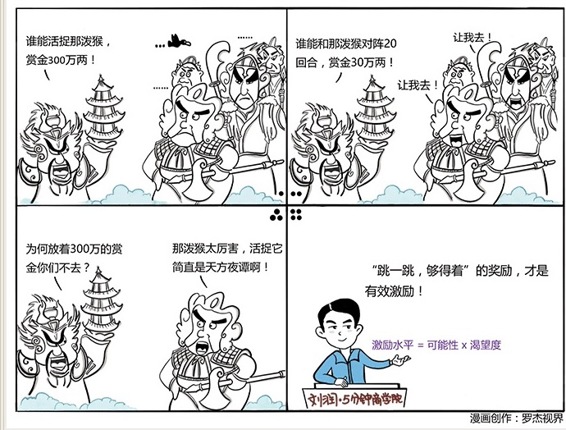 谁能活捉那泼猴，
赏金300万两！
……
……
谁能和那泼猴对阵20
回合，赏金30万两！
让我去！
让我去！
为何放着300万的赏
金你们不去？
那泼猴太厉害，活捉它
简直是天方夜谭啊！
“跳一跳，够得着”的奖励，才是
有效激励！
激励水平 = 可能性 x 渴望度
刘润·5分钟商学院
漫画创作：罗杰视界